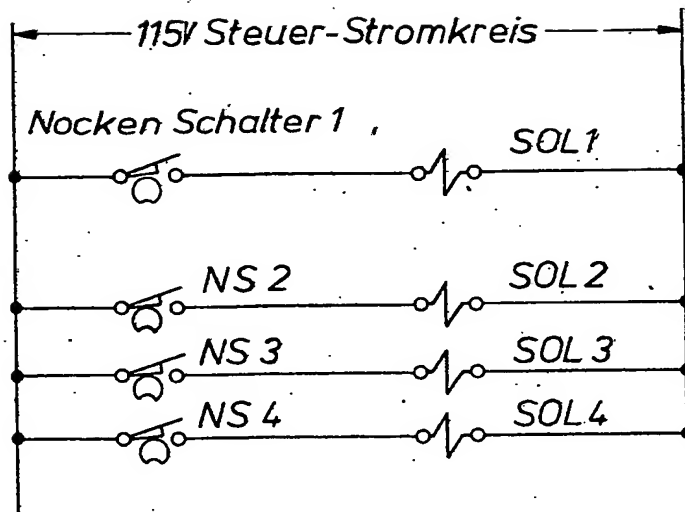 115V Steuer-Stromkreis
Nocken Schalter 1
SOL1
NS 2
SOL 2
NS 3
SOL 3
NS 4
SOL 4